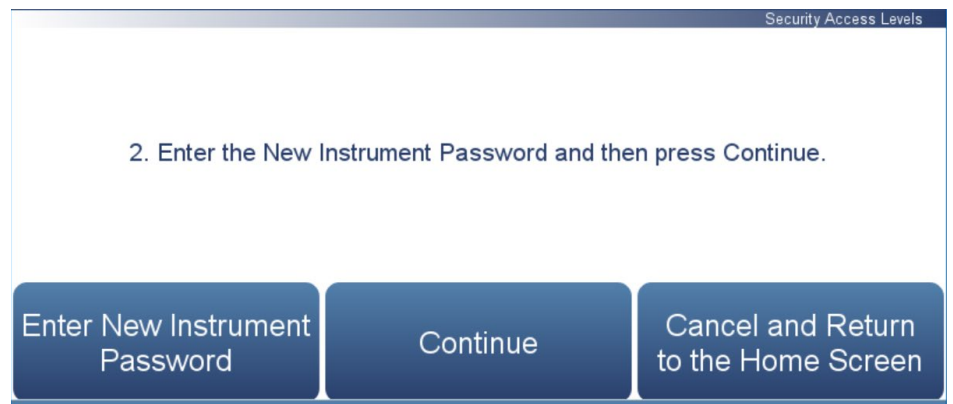 Security Access Levels
2. Enter the New Instrument Password and then press Continue.
Enter New Instrument
Password
Continue
Cancel and Return
to the Home Screen